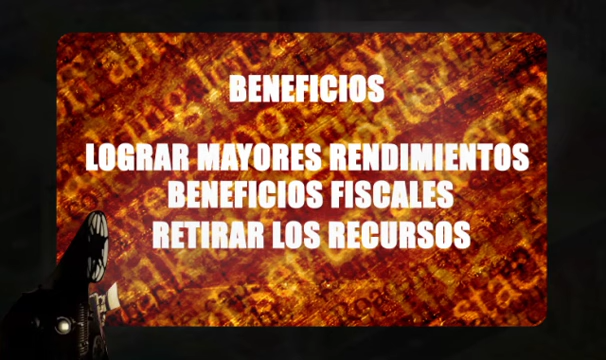 BENEFICIOS
LOGRAR MAYORES RENDIMIENTOS
BENEFICIOS FISCALES
RETIRAR LOS RECURSOS